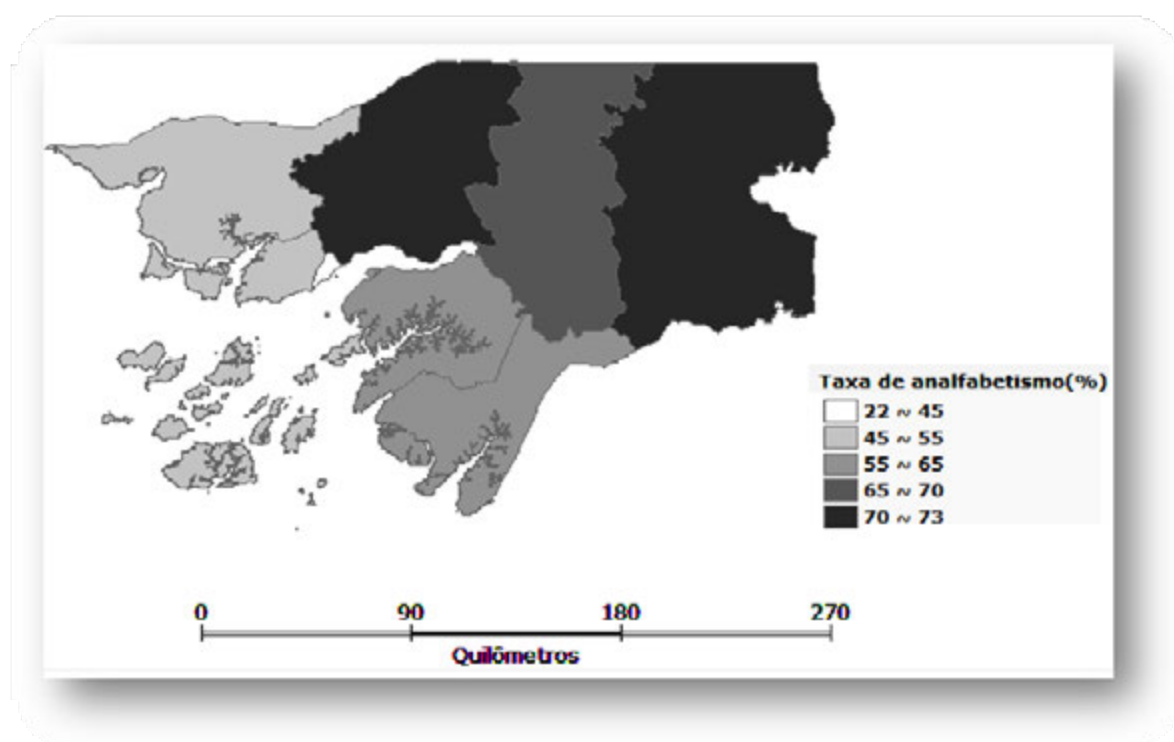 Taxa de analfabetismo(%)
22 ~ 45
45 ~ 55
55 ~ 65
65 ~ 70
70 ~ 73
0 90 180 270
Quilômetros